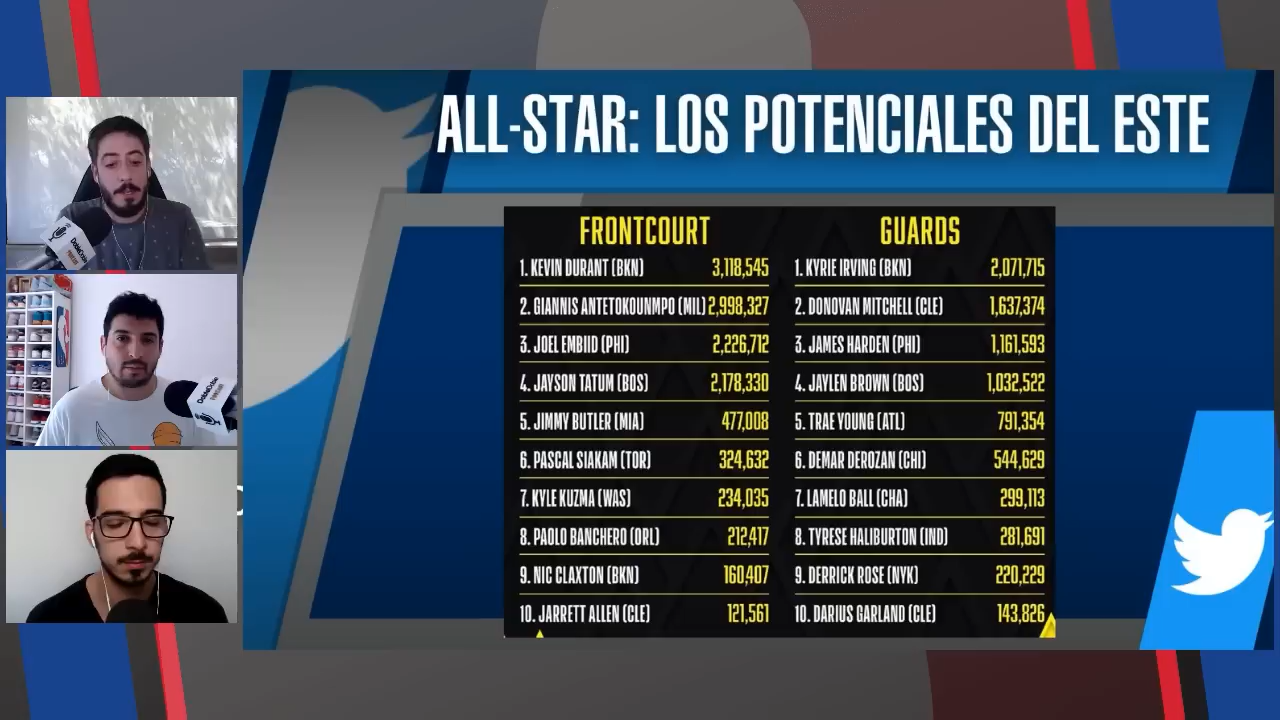 ALL-STAR: LOS POTENCIALES DEL ESTE
FRONTCOURT
1. KEVIN DURANT (BKN) 3,118,545
2. GIANNIS ANTETOKOUNMPO (MIL) 2,998,327
3. JOEL EMBIID (PHI) 2,226,712
4. JAYSON TATUM (BOS) 2,178,330
5. JIMMY BUTLER (MIA) 477,008
6. PASCAL SIAKAM (TOR) 324,632
7. KYLE KUZMA (WAS) 234,035
8. PAOLO BANCHERO (ORL) 212,417
9. NIC CLAXTON (BKN) 160,407
10. JARRETT ALLEN (CLE) 121,561
GUARDS
1. KYRIE IRVING (BKN) 2,071,715
2. DONOVAN MITCHELL (CLE) 1,637,374
3. JAMES HARDEN (PHI) 1,161,593
4. JAYLEN BROWN (BOS) 1,032,522
5. TRAE YOUNG (ATL) 791,354
6. DEMAR DEROZAN (CHI) 544,629
7. LAMELO BALL (CHA) 299,113
8. TYRESE HALIBURTON (IND) 281,691
9. DERRICK ROSE (NYK) 220,229
10. DARIUS GARLAND (CLE) 143,826